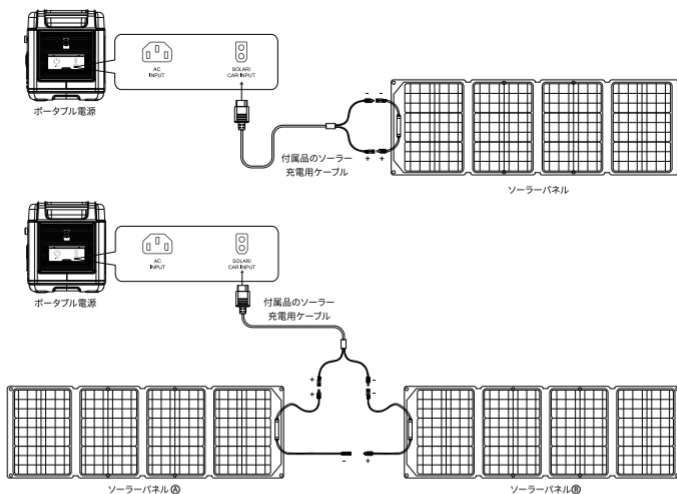 AC
INPUT
SOLAR/
CAR INPUT
ポータブル電源
- -
+ +
付属品のソーラー
充電用ケーブル
ソーラーパネル
AC
INPUT
SOLAR/
CAR INPUT
ポータブル電源
付属品のソーラー
充電用ケーブル
+ -
+ -
- +
ソーラーパネルⒶ
ソーラーパネルⒷ